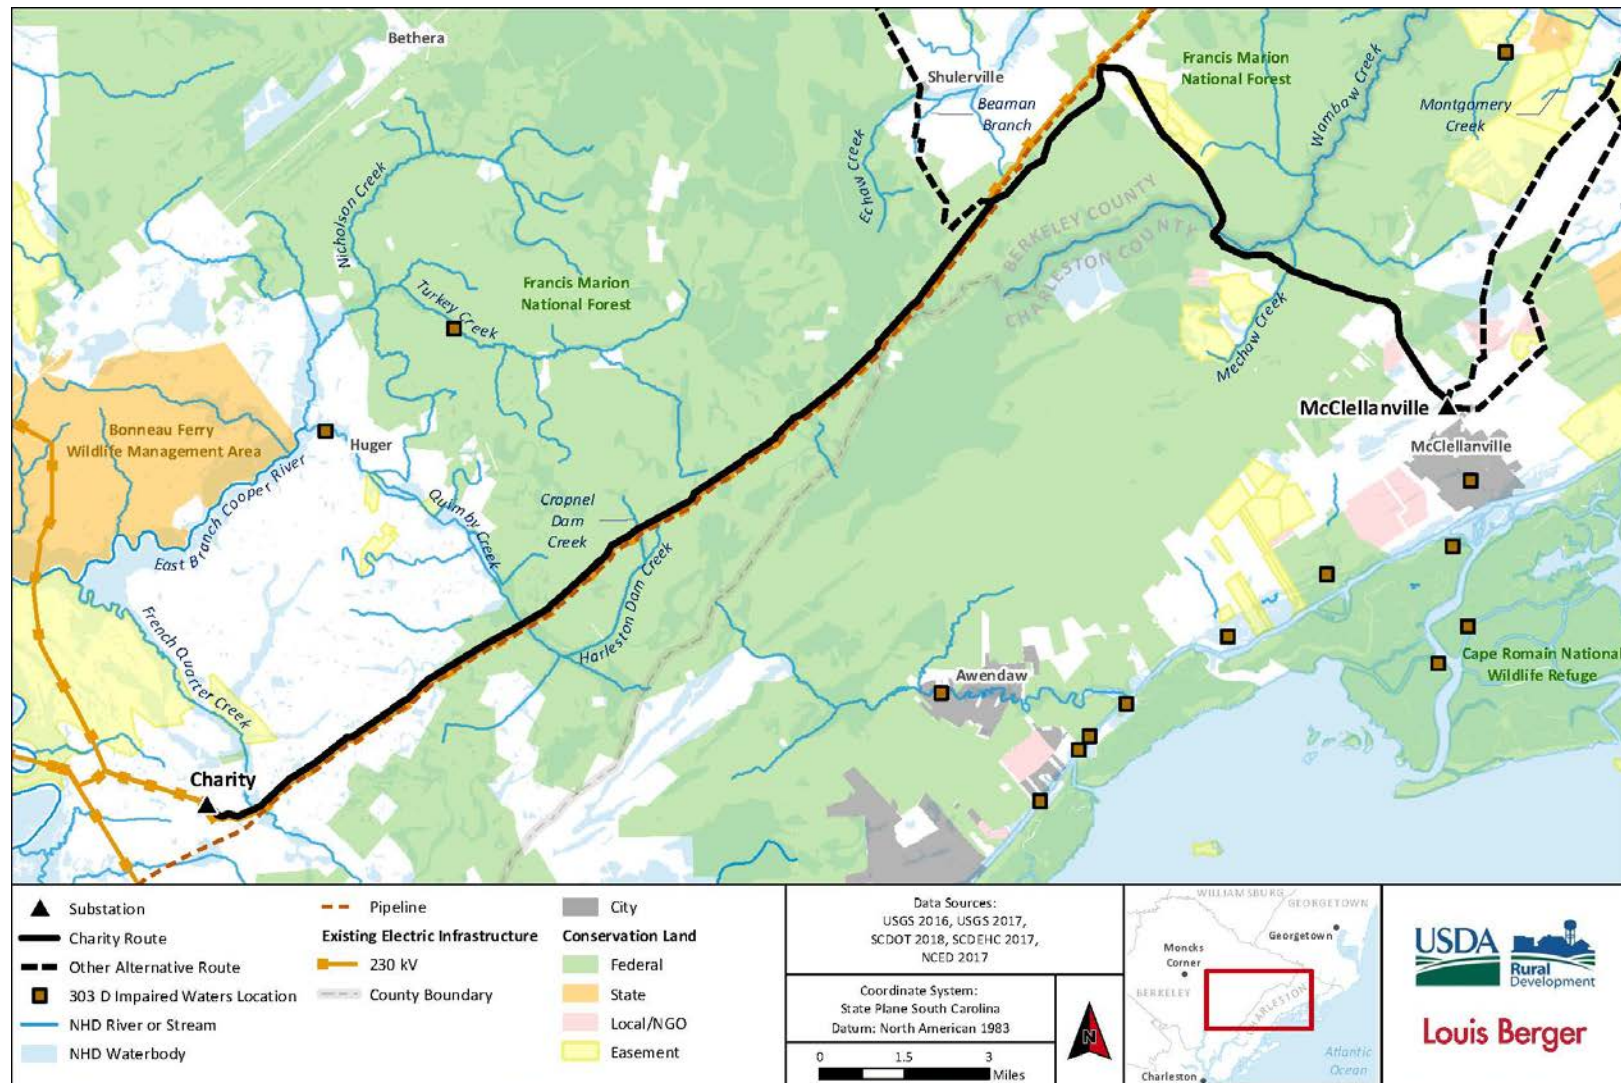 Bethera
Shulerville
Beaman
Branch
Francis Marion
National Forest
Wambaw Creek
Montgomery
Creek
Echaw Creek
Nicholson Creek
BERKELEY COUNTY
CHARLESTON COUNTY
Francis Marion
National Forest
Turkey Creek
Mechaw Creek
McClellanville
McClellanville
Bonneau Ferry
Wildlife Management Area
Huger
East Branch Cooper River
Quimby Creek
Cropnel
Dam
Creek
Harleston Dam Creek
French Quarter Creek
Awendaw
Cape Romain National
Wildlife Refuge
Charity
Substation
Charity Route
Other Alternative Route
303 D Impaired Waters Location
NHD River or Stream
NHD Waterbody
Pipeline
Existing Electric Infrastructure
230 kV
County Boundary
City
Conservation Land
Federal
State
Local/NGO
Easement
Data Sources:
USGS 2016, USGS 2017,
SCDOT 2018, SCDEHC 2017,
NCED 2017
Coordinate System:
State Plane South Carolina
Datum: North American 1983
0 1.5 3
Miles
N
WILLIAMSBURG
GEORGETOWN
Georgetown
Moncks
Corner
BERKELEY
CHARLESTON
Atlantic
Ocean
Charleston
USDA
Rural
Development
Louis Berger